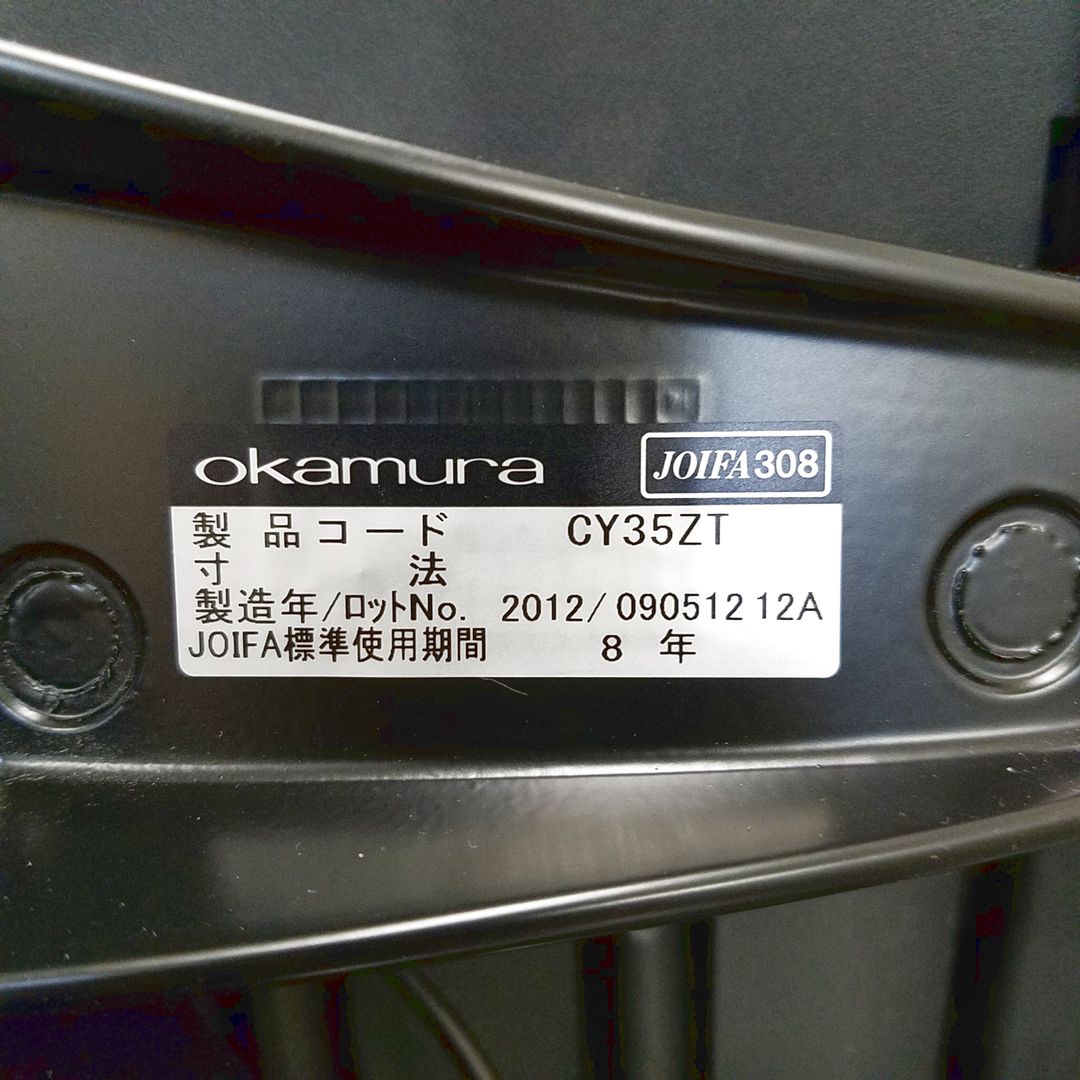 okamura JOIFA308
製 品 コ ー ド CY35ZT
寸 法
製造年/ロットNo. 2012/ 090512 12A
JOIFA標準使用期間 8 年